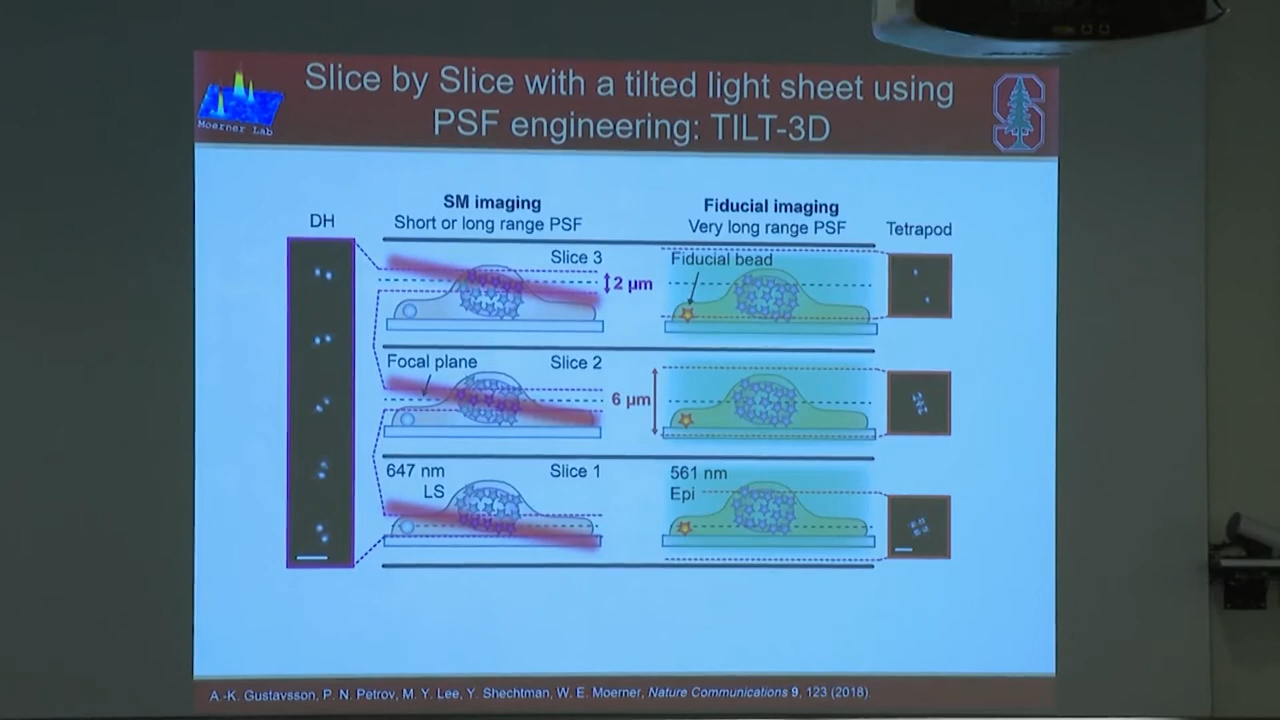 Slice by Slice with a tilted light sheet using
PSF engineering: TILT-3D
Moerner Lab
S
DH
SM imaging
Short or long range PSF
Fiducial imaging
Very long range PSF
Tetrapod
Slice 3
2 µm
Fiducial bead
Focal plane
Slice 2
6 µm
647 nm
LS
Slice 1
561 nm
Epi
A.-K. Gustavsson, P. N. Petrov, M. Y. Lee, Y. Shechtman, W. E. Moerner, Nature Communications 9, 123 (2018).